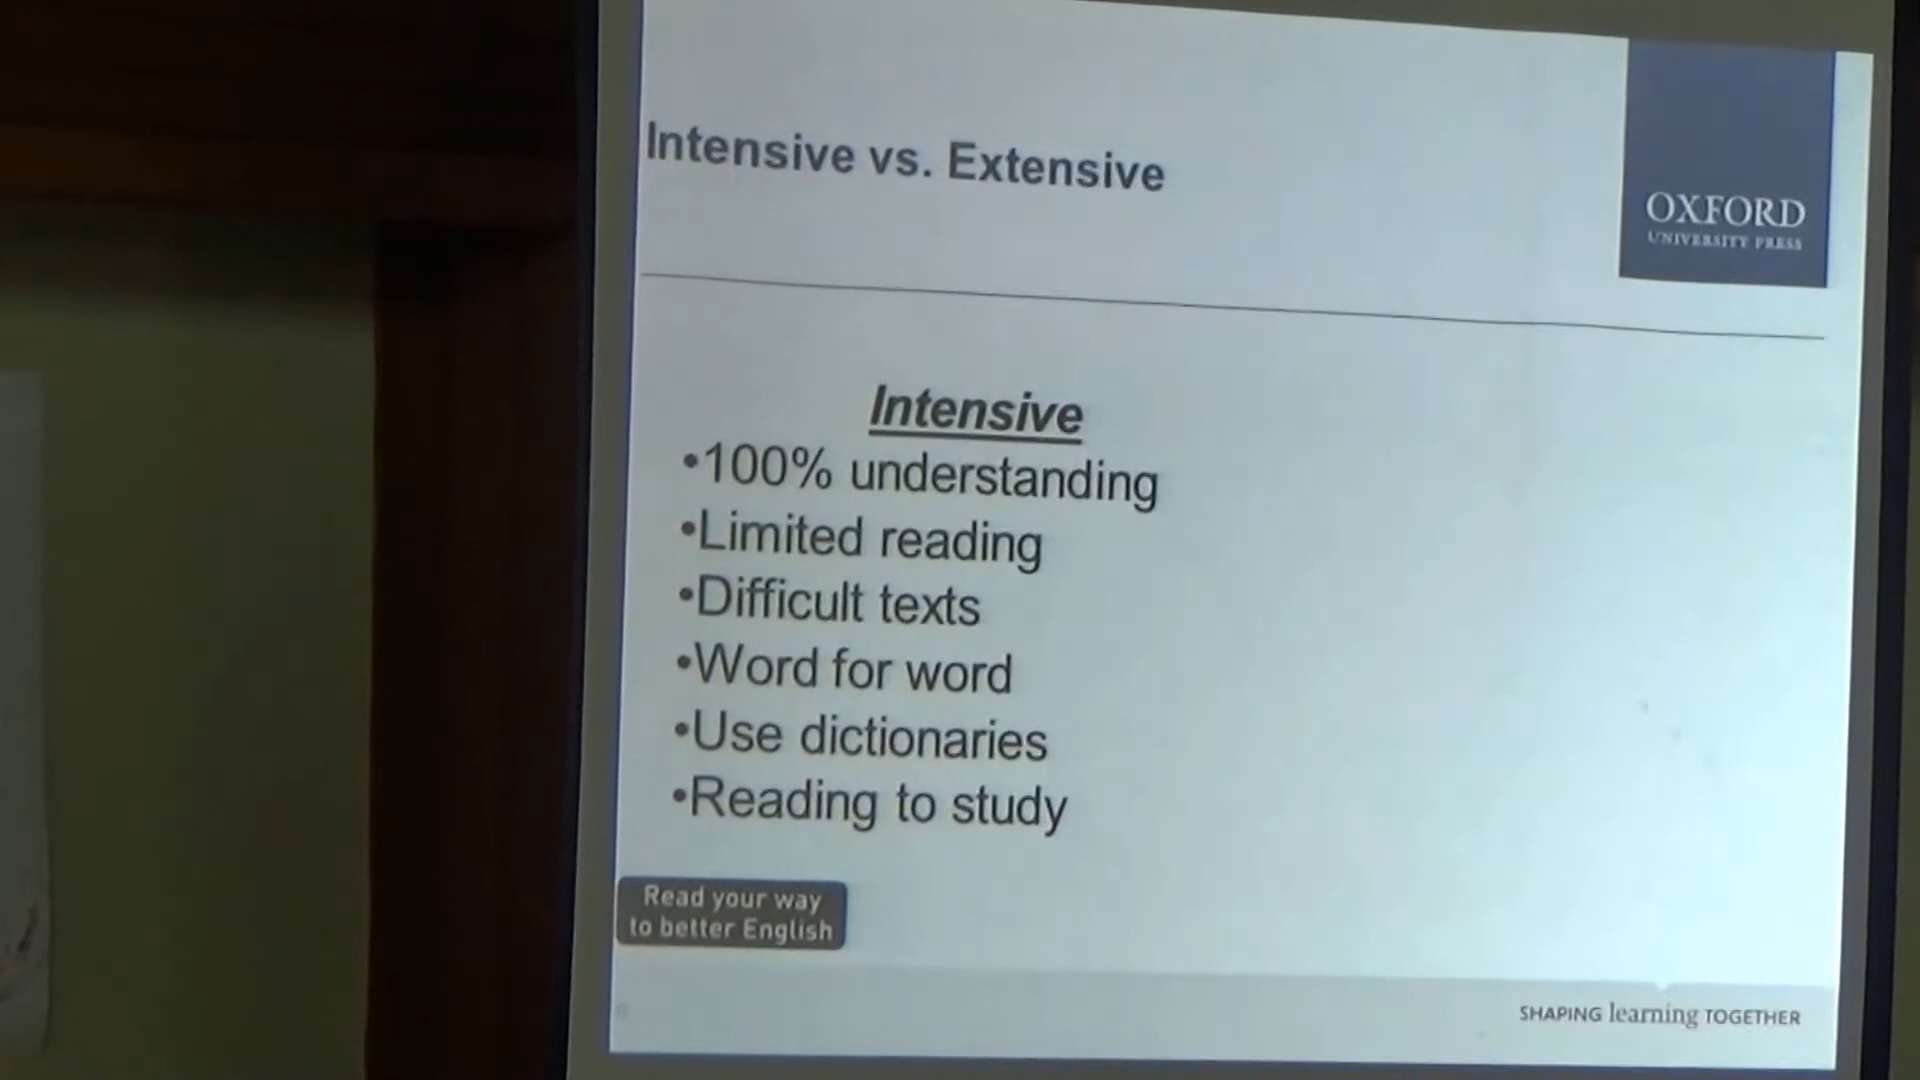 Intensive vs. Extensive
OXFORD
UNIVERSITY PRESS
Intensive
•100% understanding
•Limited reading
•Difficult texts
•Word for word
•Use dictionaries
•Reading to study
Read your way
to better English
SHAPING learning TOGETHER